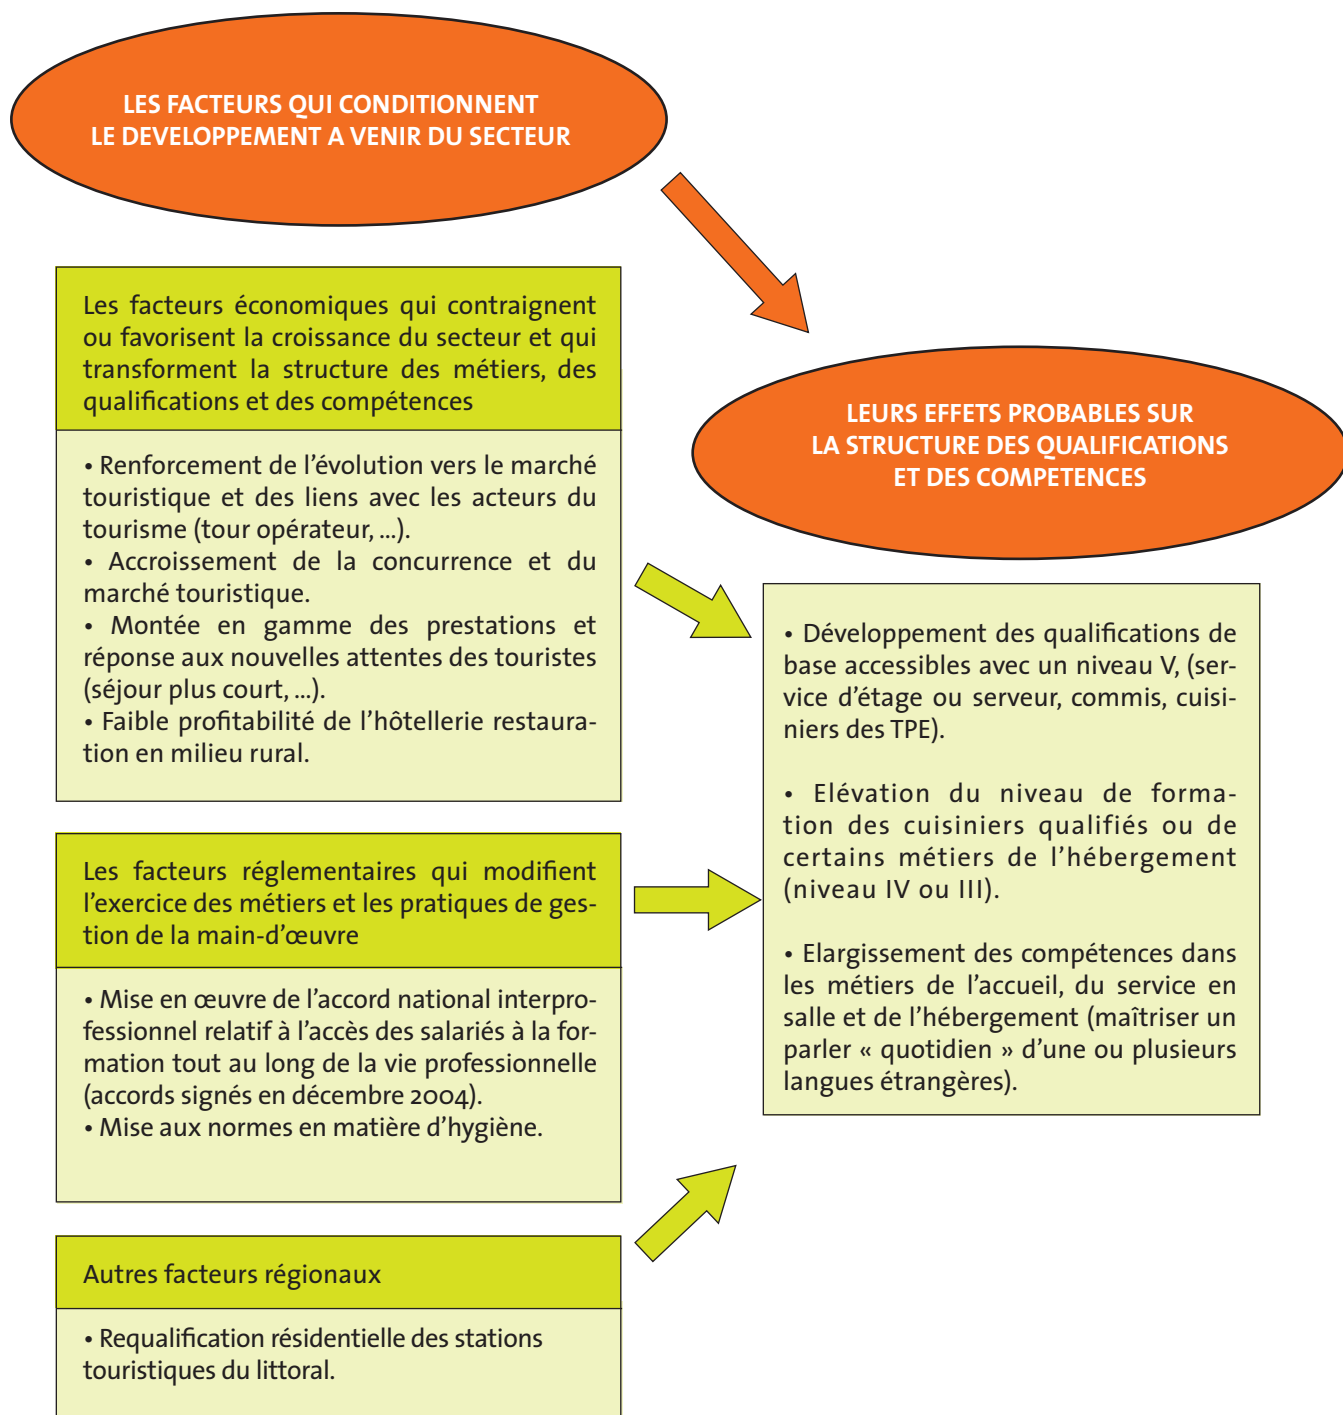 LES FACTEURS QUI CONDITIONNENT
LE DEVELOPPEMENT A VENIR DU SECTEUR
Les facteurs économiques qui contraignent
ou favorisent la croissance du secteur et qui
transforment la structure des métiers, des
qualifications et des compétences
• Renforcement de l’évolution vers le marché
touristique et des liens avec les acteurs du
tourisme (tour opérateur, ...).
• Accroissement de la concurrence et du
marché touristique.
• Montée en gamme des prestations et
réponse aux nouvelles attentes des touristes
(séjour plus court, ...).
• Faible profitabilité de l’hôtellerie restaura-
tion en milieu rural.
Les facteurs réglementaires qui modifient
l’exercice des métiers et les pratiques de ges-
tion de la main-d’œuvre
• Mise en œuvre de l’accord national interpro-
fessionnel relatif à l’accès des salariés à la for-
mation tout au long de la vie professionnelle
(accords signés en décembre 2004).
• Mise aux normes en matière d’hygiène.
Autres facteurs régionaux
• Requalification résidentielle des stations
touristiques du littoral.
LEURS EFFETS PROBABLES SUR
LA STRUCTURE DES QUALIFICATIONS
ET DES COMPETENCES
• Développement des qualifications de
base accessibles avec un niveau V, (ser-
vice d’étage ou serveur, commis, cuisi-
niers des TPE).
• Elévation du niveau de forma-
tion des cuisiniers qualifiés ou de
certains métiers de l’hébergement
(niveau IV ou III).
• Elargissement des compétences dans
les métiers de l’accueil, du service en
salle et de l’hébergement (maîtriser un
parler « quotidien » d’une ou plusieurs
langues étrangères).